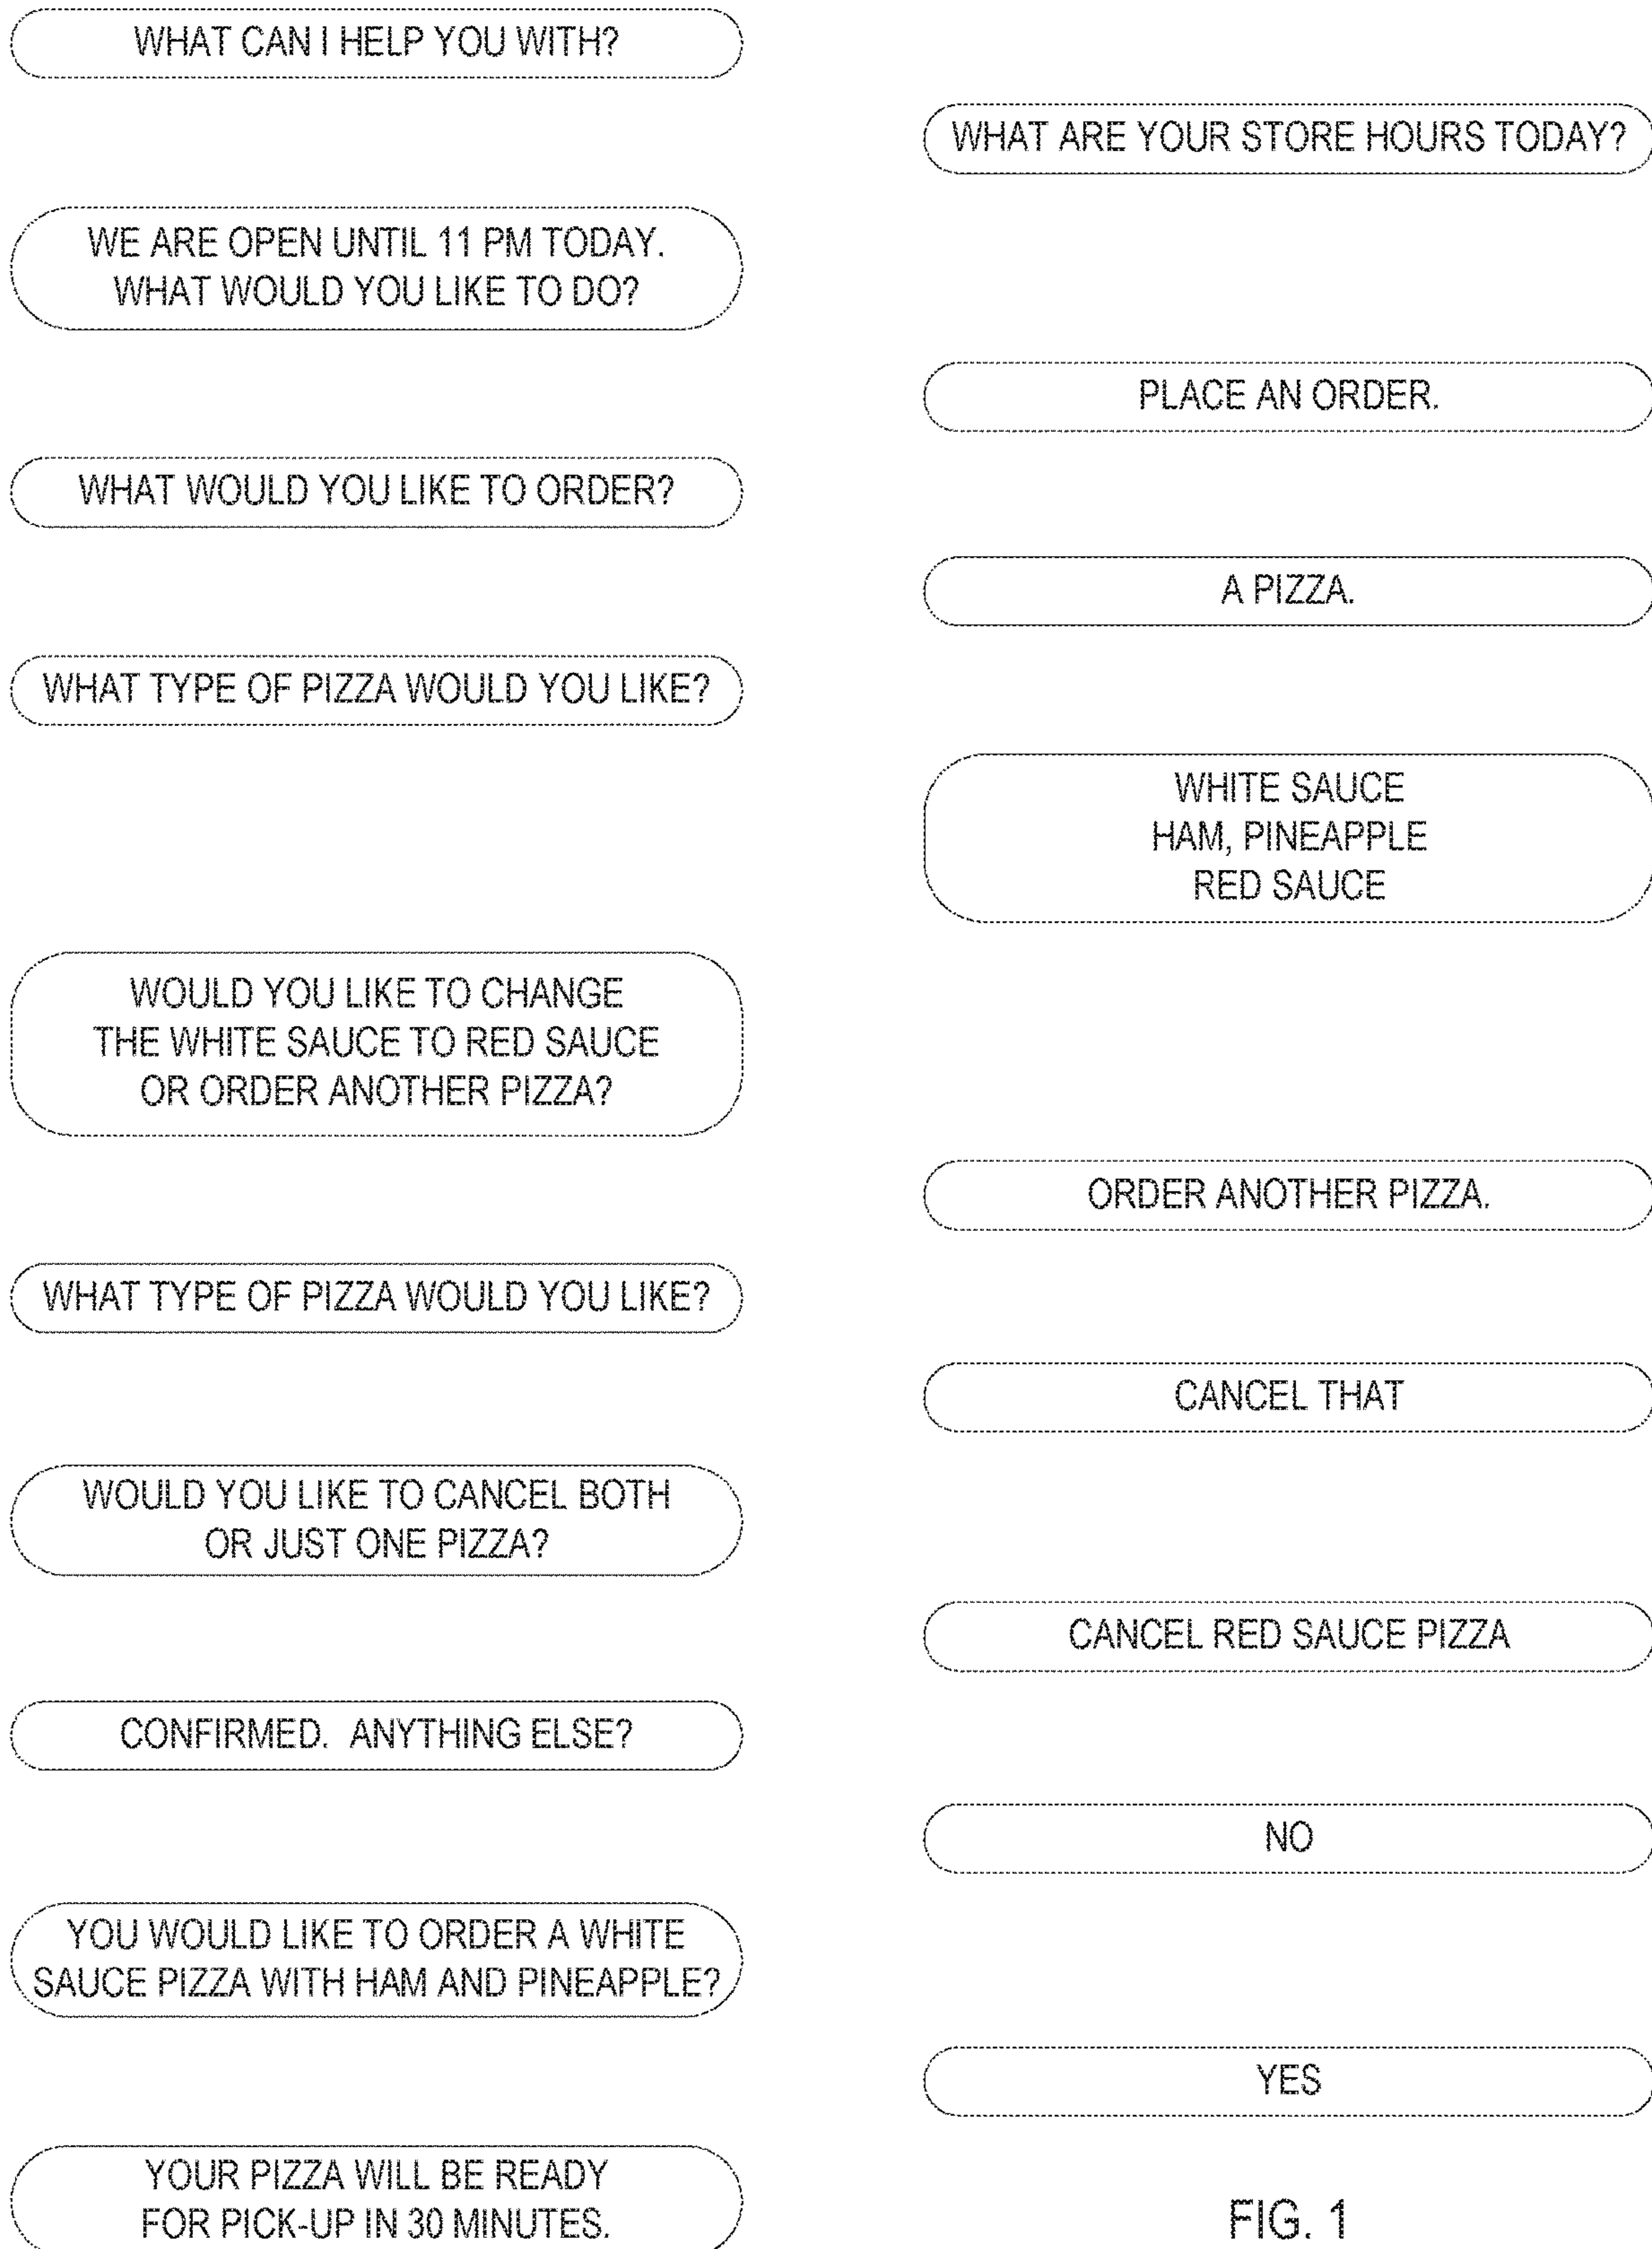 WHAT CAN I HELP YOU WITH?
WHAT ARE YOUR STORE HOURS TODAY?
WE ARE OPEN UNTIL 11 PM TODAY.
WHAT WOULD YOU LIKE TO DO?
PLACE AN ORDER.
WHAT WOULD YOU LIKE TO ORDER?
A PIZZA.
WHAT TYPE OF PIZZA WOULD YOU LIKE?
WHITE SAUCE
HAM, PINEAPPLE
RED SAUCE
WOULD YOU LIKE TO CHANGE
THE WHITE SAUCE TO RED SAUCE
OR ORDER ANOTHER PIZZA?
ORDER ANOTHER PIZZA.
WHAT TYPE OF PIZZA WOULD YOU LIKE?
CANCEL THAT
WOULD YOU LIKE TO CANCEL BOTH
OR JUST ONE PIZZA?
CANCEL RED SAUCE PIZZA
CONFIRMED. ANYTHING ELSE?
NO
YOU WOULD LIKE TO ORDER A WHITE
SAUCE PIZZA WITH HAM AND PINEAPPLE?
YES
YOUR PIZZA WILL BE READY
FOR PICK-UP IN 30 MINUTES.
FIG. 1